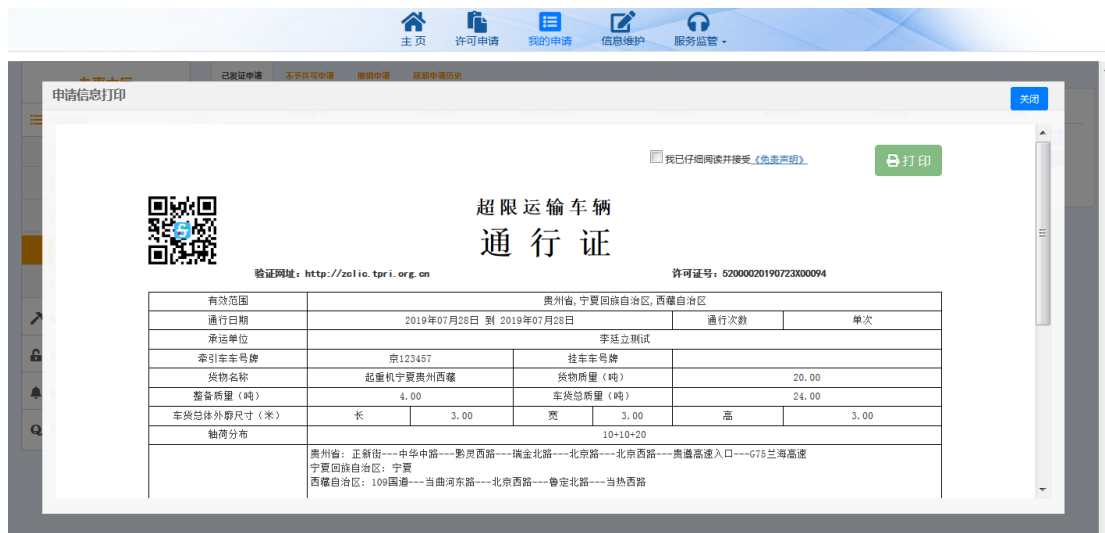 主页 许可申请 我的申请 信息维护 服务监管
已发证申请 不予许可申请 撤销申请 延期申请历史
申请信息打印 关闭
我已仔细阅读并接受《免责声明》 打印
超限运输车辆
通行证
验证网址：http://zclic.tpri.org.cn 许可证号：52000020190723X00094
有效范围 贵州省,宁夏回族自治区,西藏自治区
通行日期 2019年07月28日 到 2019年07月28日 通行次数 单次
承运单位 李廷立测试
牵引车车号牌 京123457 挂车车号牌
货物名称 起重机宁夏贵州西藏 货物质量（吨） 20.00
整备质量（吨） 4.00 车货总质量（吨） 24.00
车货总体外廓尺寸（米） 长 3.00 宽 3.00 高 3.00
轴荷分布 10+10+20
贵州省: 正新街---中华中路---黔灵西路---瑞金北路---北京路---北京西路---贵遵高速入口---G75兰海高速
宁夏回族自治区: 宁夏
西藏自治区: 109国道---当曲河东路---北京西路---鲁定北路---当热西路